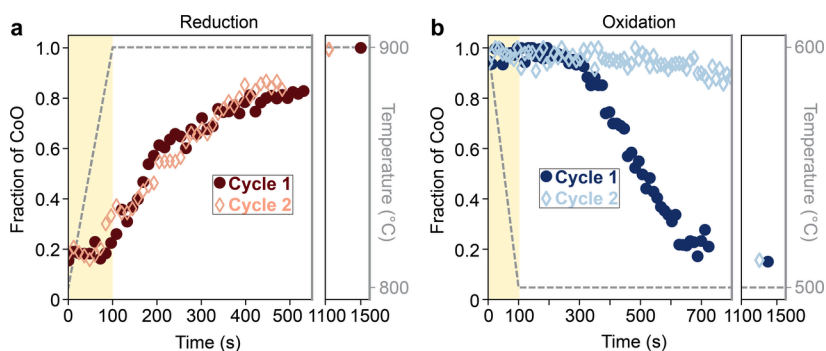 a
Reduction
1.0
0.8
0.6
0.4
0.2
0.0
Fraction of CoO
Cycle 1
Cycle 2
0
100
200
300
400
500
1100
1500
Time (s)
900
800
Temperature (°C)
b
Oxidation
1.0
0.8
0.6
0.4
0.2
0.0
Fraction of CoO
Cycle 1
Cycle 2
0
100
300
500
700
1100
1500
Time (s)
600
500
Temperature (°C)